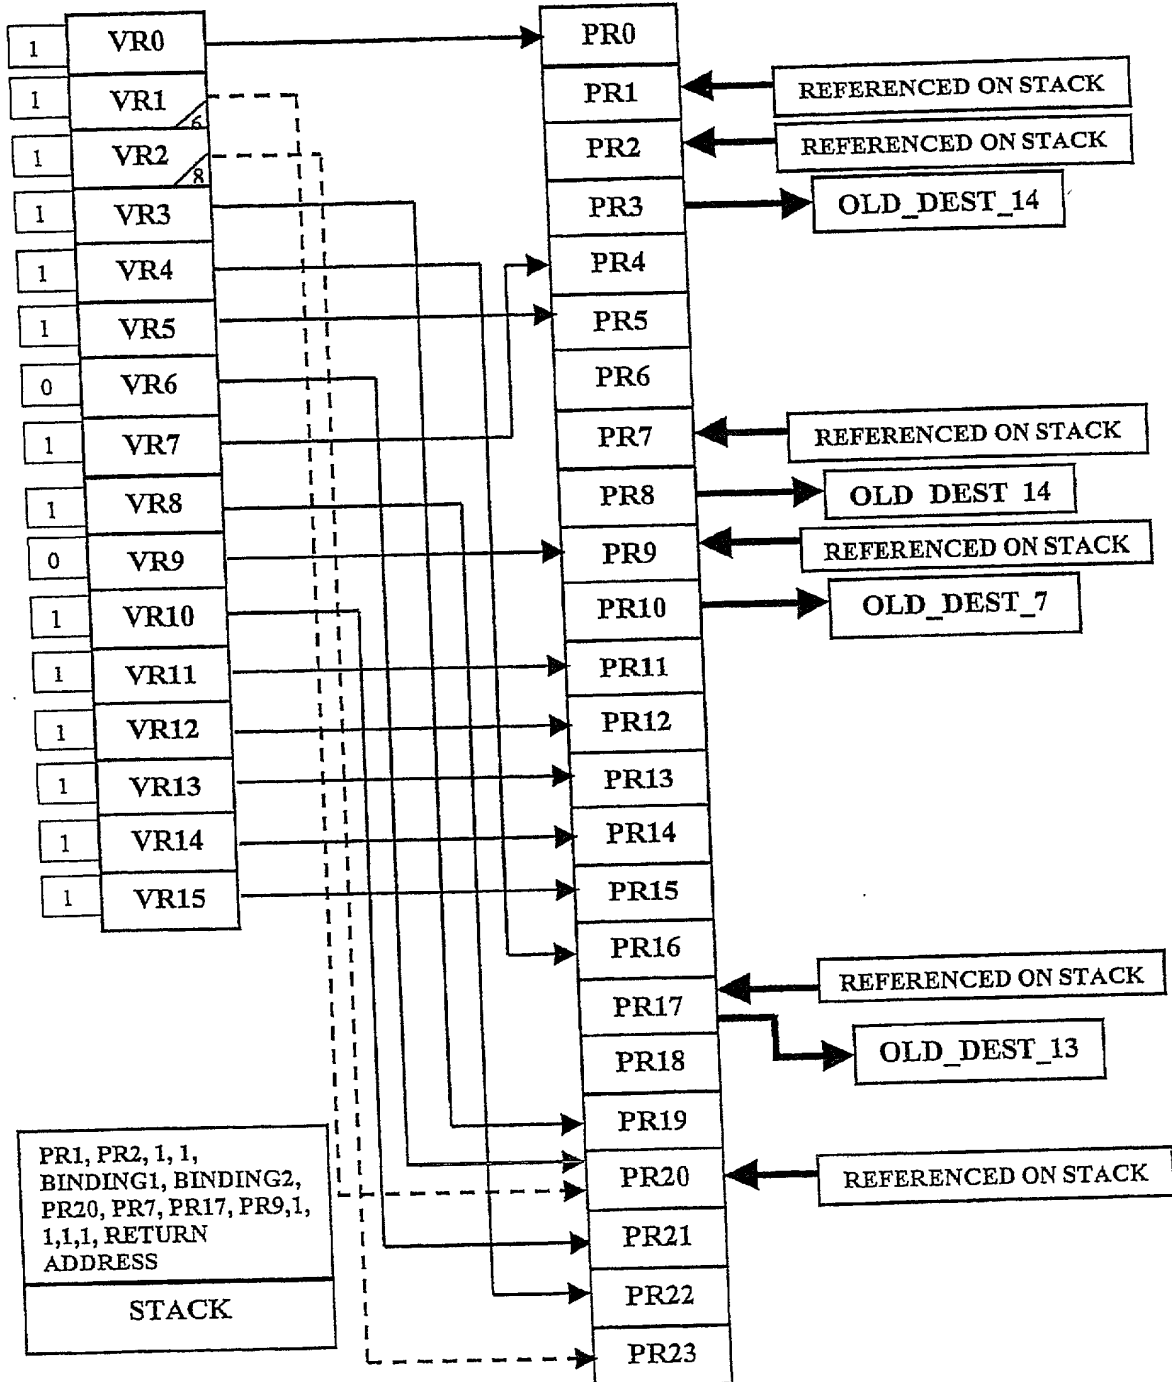 1 VR0
1 VR1 6
1 VR2 8
1 VR3
1 VR4
1 VR5
0 VR6
1 VR7
1 VR8
0 VR9
1 VR10
1 VR11
1 VR12
1 VR13
1 VR14
1 VR15
PR0
PR1
PR2
PR3
PR4
PR5
PR6
PR7
PR8
PR9
PR10
PR11
PR12
PR13
PR14
PR15
PR16
PR17
PR18
PR19
PR20
PR21
PR22
PR23
REFERENCED ON STACK
REFERENCED ON STACK
OLD_DEST_14
REFERENCED ON STACK
OLD DEST 14
REFERENCED ON STACK
OLD_DEST_7
REFERENCED ON STACK
OLD_DEST_13
REFERENCED ON STACK
PR1, PR2, 1, 1,
BINDING1, BINDING2,
PR20, PR7, PR17, PR9,1,
1,1,1, RETURN
ADDRESS
STACK